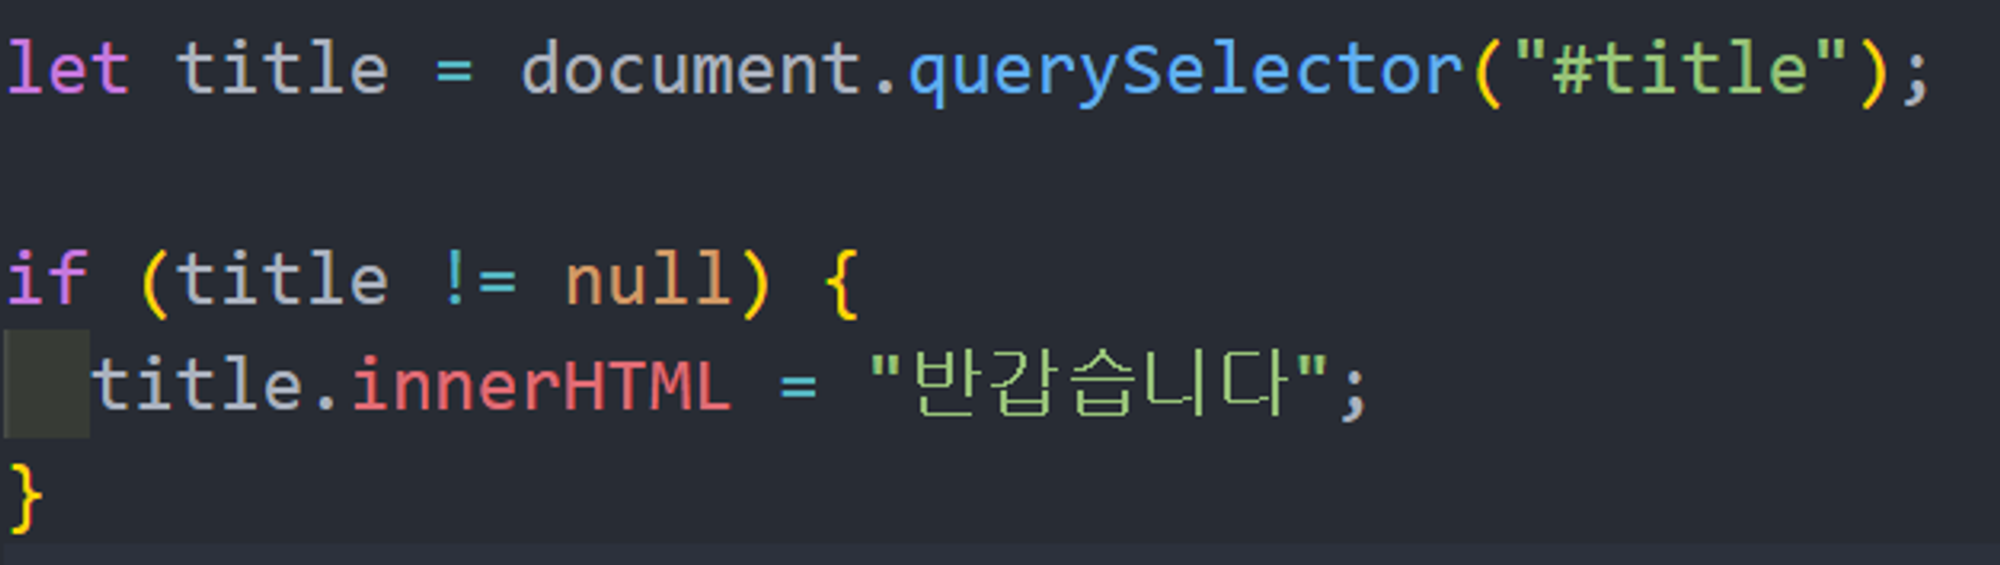 let title = document.querySelector("#title");
if (title != null) {
title.innerHTML = "반갑습니다";
}